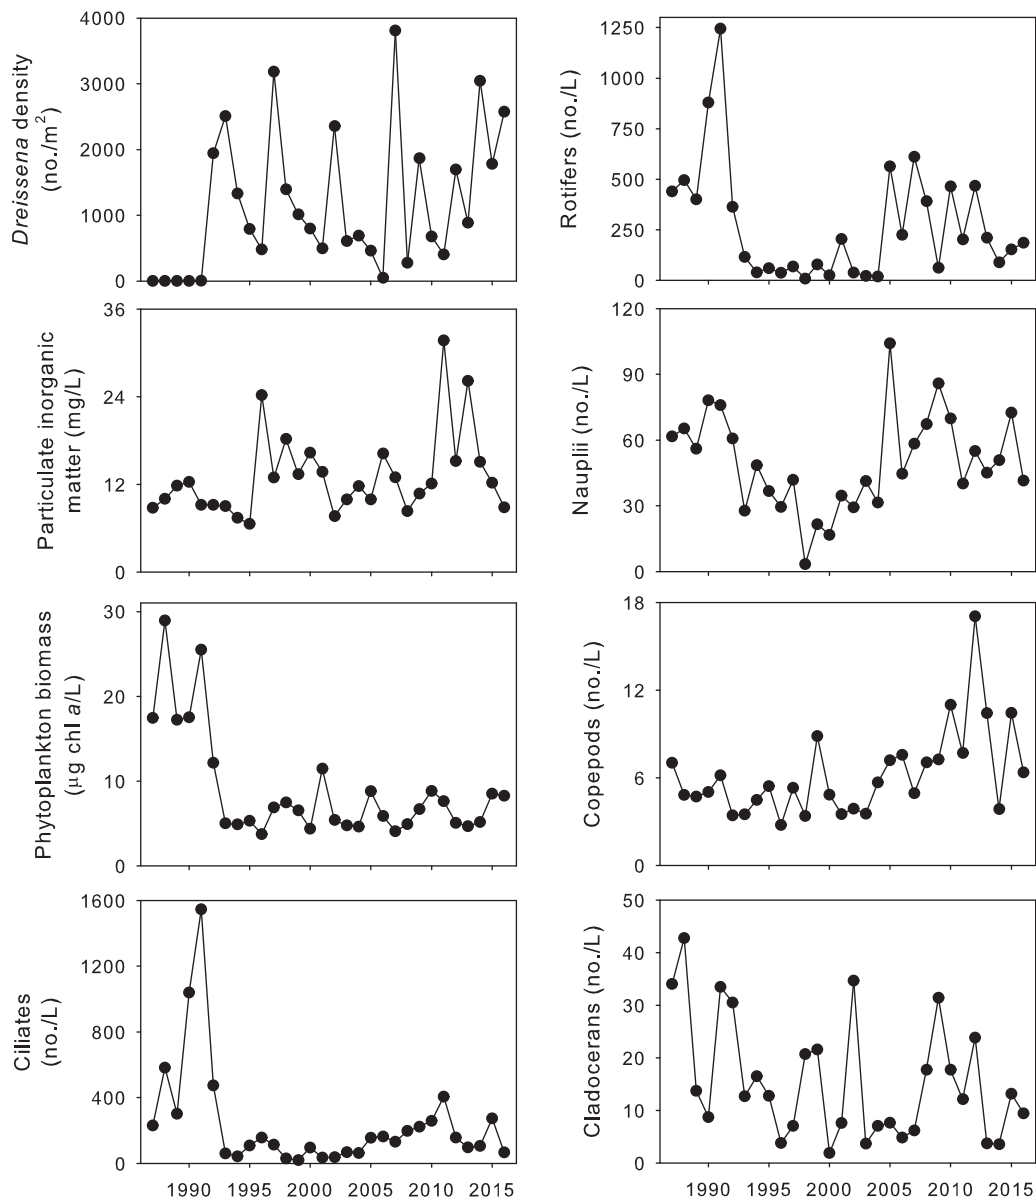 Dreissena density
(no./m²)
4000
3000
2000
1000
0
Rotifers (no./L)
1250
1000
750
500
250
0
Particulate inorganic
matter (mg/L)
36
24
12
0
Nauplii (no./L)
120
90
60
30
0
Phytoplankton biomass
(μg chl a/L)
30
20
10
0
Copepods (no./L)
18
12
6
0
Ciliates
(no./L)
1600
1200
800
400
0
1990 1995 2000 2005 2010 2015
Cladocerans (no./L)
50
40
30
20
10
0
1990 1995 2000 2005 2010 2015